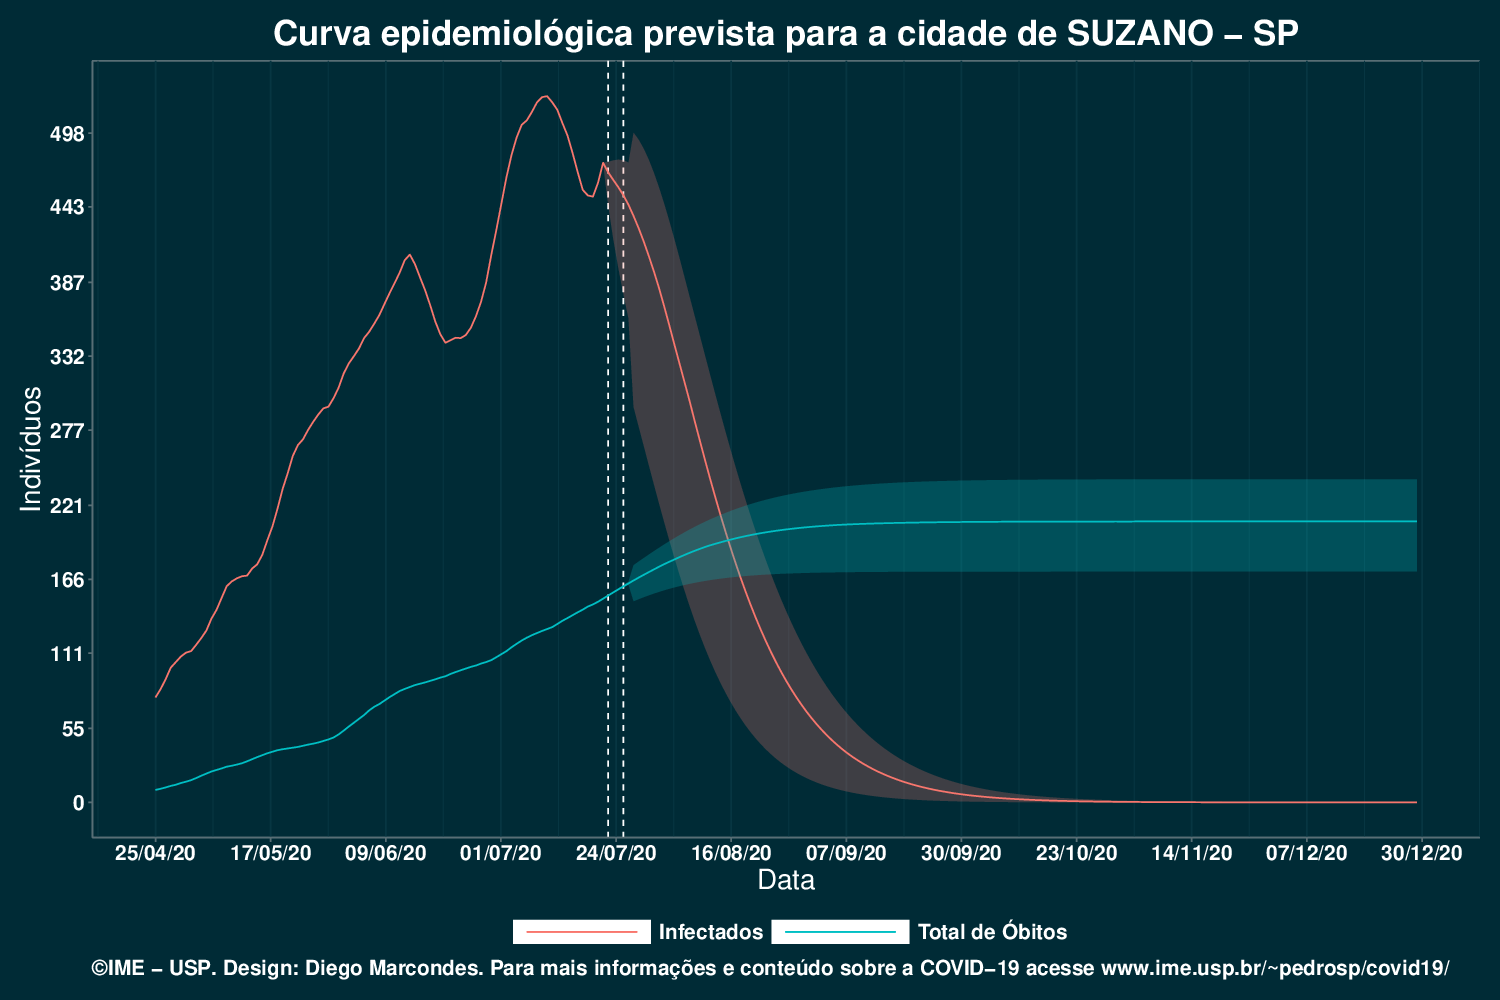 Curva epidemiológica prevista para a cidade de SUZANO – SP
Indivíduos
498
443
387
332
277
221
166
111
55
0
25/04/20 17/05/20 09/06/20 01/07/20 24/07/20 16/08/20 07/09/20 30/09/20 23/10/20 14/11/20 07/12/20 30/12/20
Data
Infectados Total de Óbitos
©IME – USP. Design: Diego Marcondes. Para mais informações e conteúdo sobre a COVID–19 acesse www.ime.usp.br/~pedrosp/covid19/